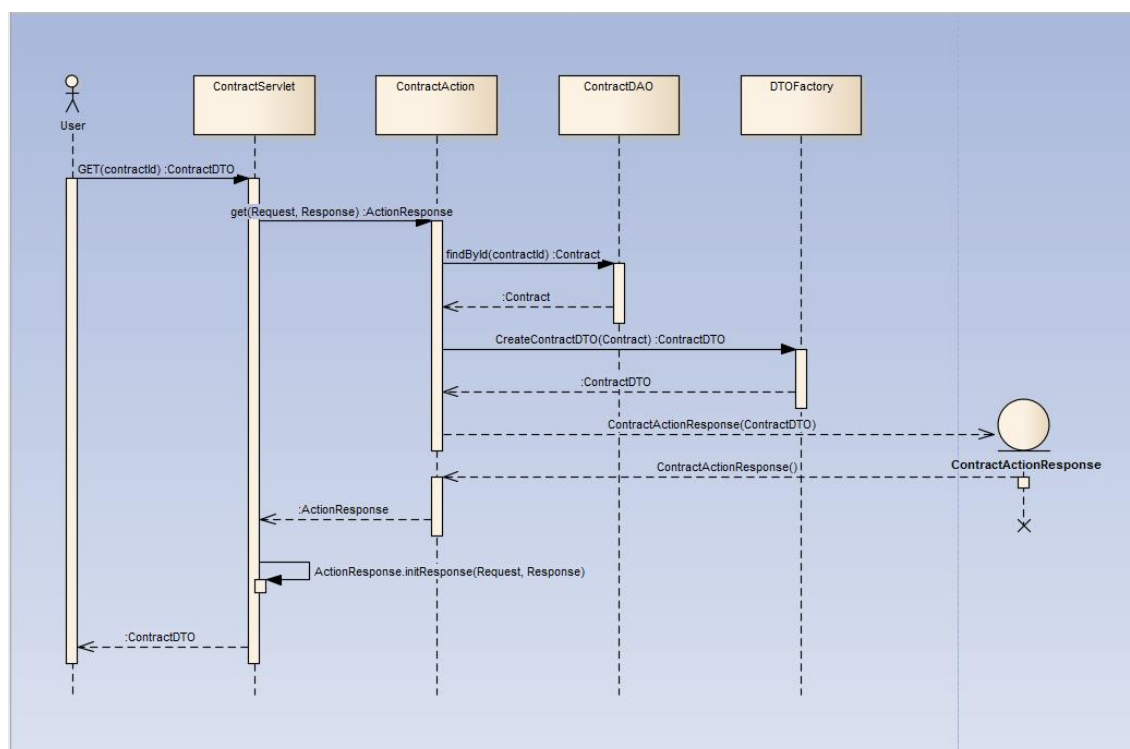 ContractServlet
ContractAction
ContractDAO
DTOFactory
User
GET(contractId) :ContractDTO
get(Request, Response) :ActionResponse
findById(contractId) :Contract
:Contract
CreateContractDTO(Contract) :ContractDTO
:ContractDTO
ContractActionResponse(ContractDTO)
ContractActionResponse
ContractActionResponse()
:ActionResponse
ActionResponse.initResponse(Request, Response)
:ContractDTO